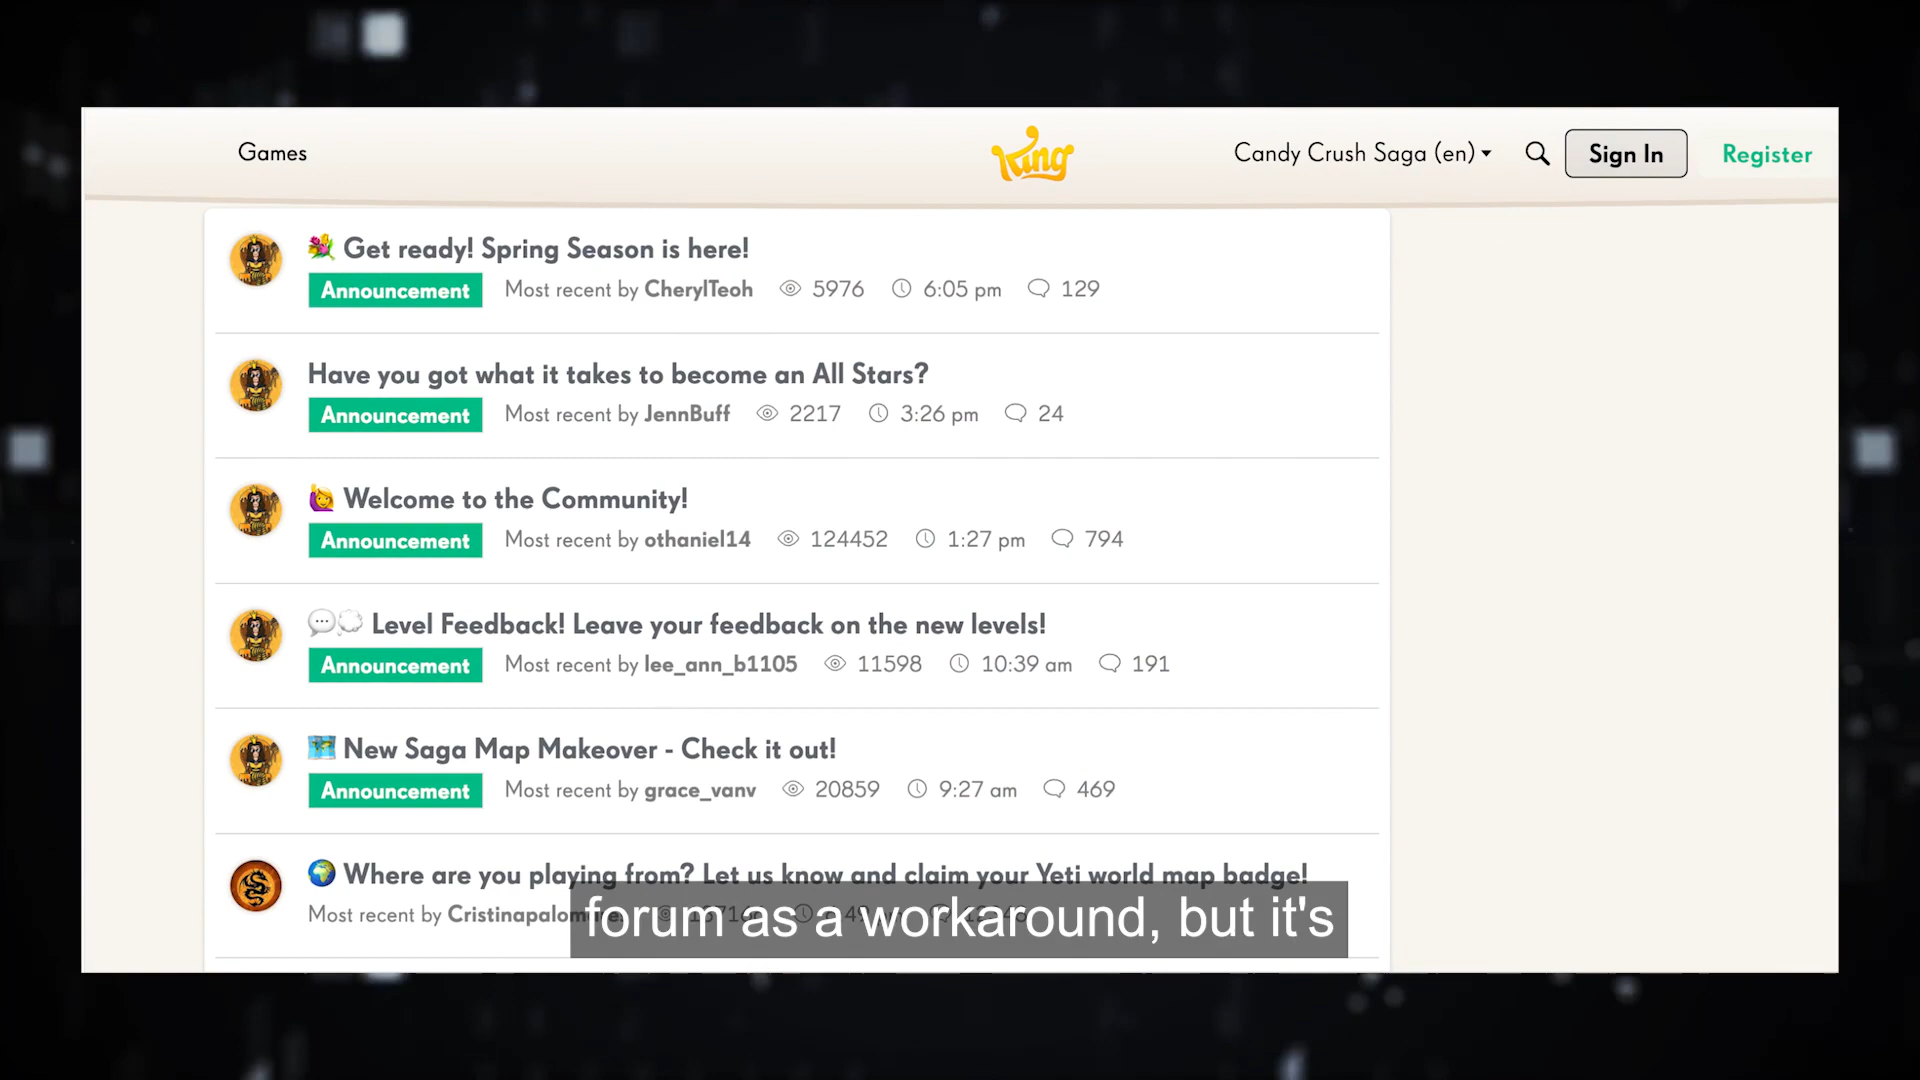 Games
King
Candy Crush Saga (en)
Sign In
Register
Get ready! Spring Season is here!
Announcement Most recent by CherylTeoh 5976 6:05 pm 129
Have you got what it takes to become an All Stars?
Announcement Most recent by JennBuff 2217 3:26 pm 24
Welcome to the Community!
Announcement Most recent by othaniel14 124452 1:27 pm 794
Level Feedback! Leave your feedback on the new levels!
Announcement Most recent by lee_ann_b1105 11598 10:39 am 191
New Saga Map Makeover - Check it out!
Announcement Most recent by grace_vanv 20859 9:27 am 469
Where are you playing from? Let us know and claim your Yeti world map badge!
Most recent by
forum as a workaround, but it's